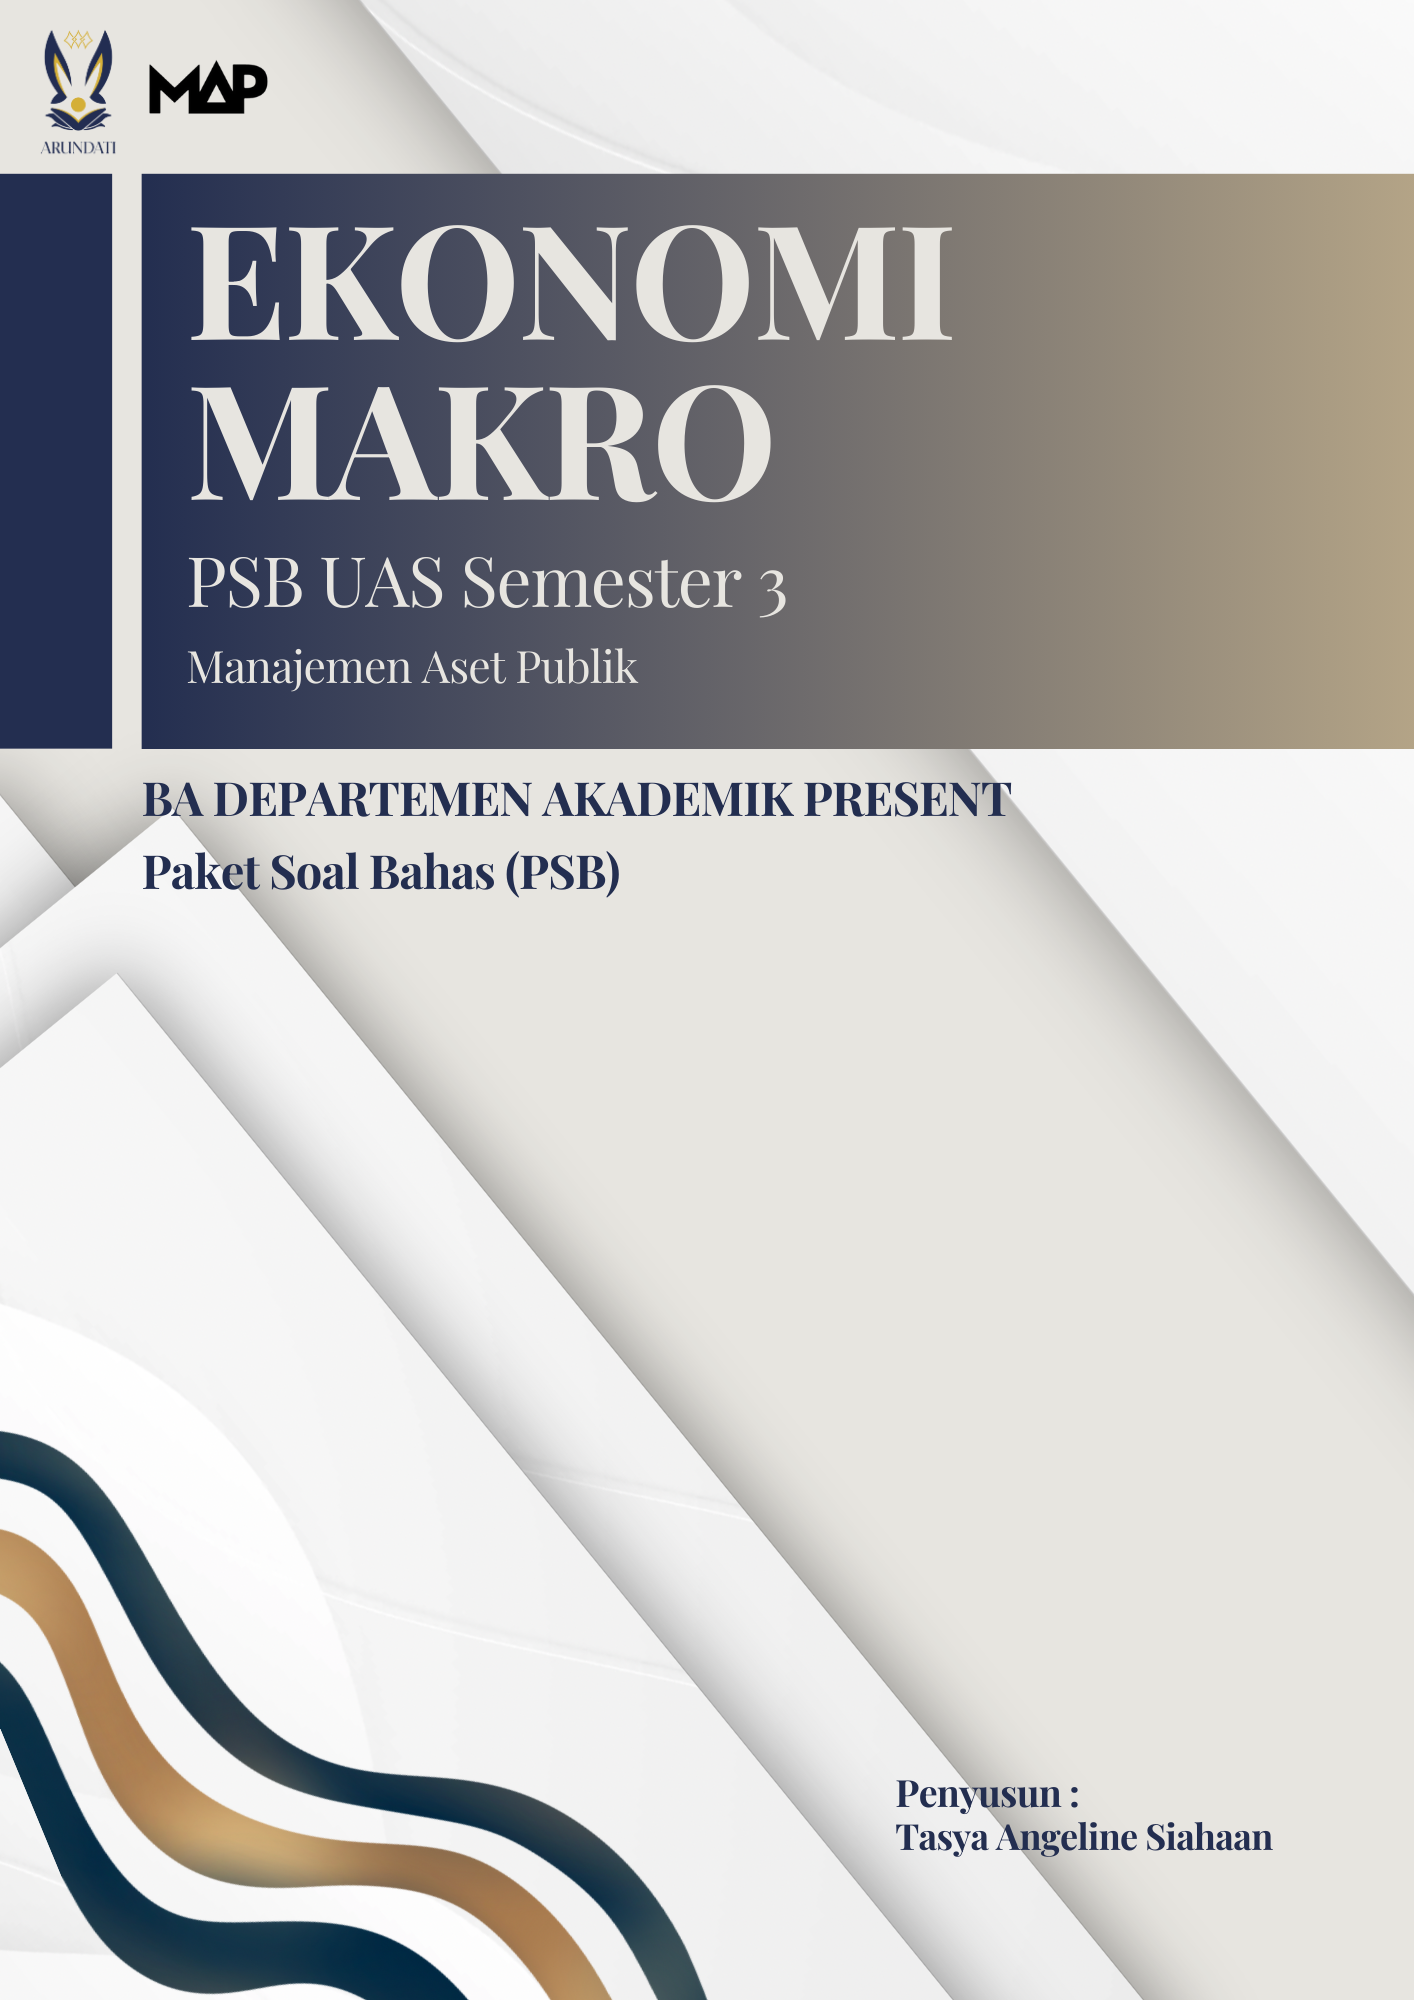 ARUNDATI
MAP
EKONOMI
MAKRO
PSB UAS Semester 3
Manajemen Aset Publik
BA DEPARTEMEN AKADEMIK PRESENT
Paket Soal Bahas (PSB)
Penyusun :
Tasya Angeline Siahaan